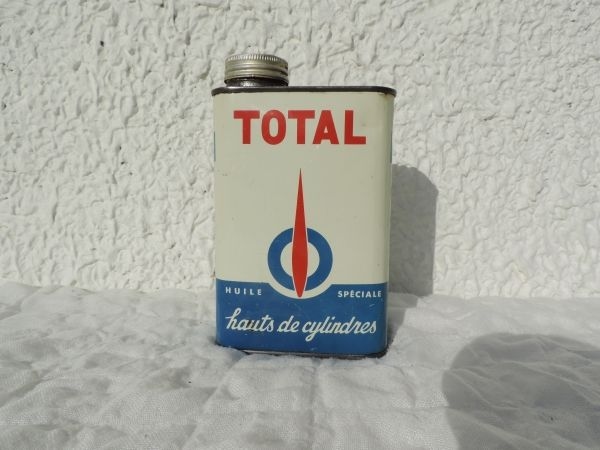 TOTAL
HUILE SPÉCIALE
hauts de cylindres